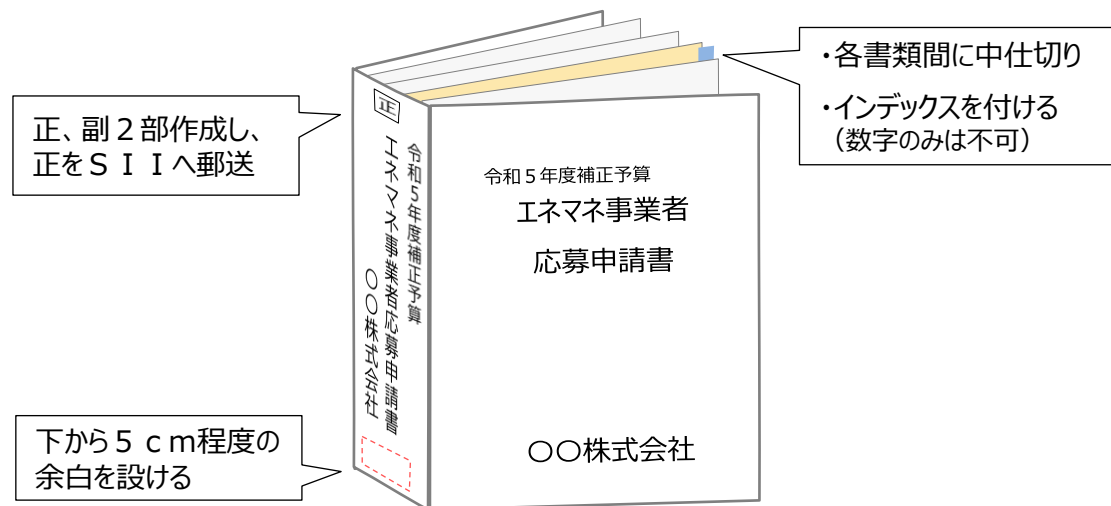 正、副２部作成し、
正をＳＩＩへ郵送
下から５ｃｍ程度の
余白を設ける
正
令和５年度補正予算
エネマネ事業者応募申請書
〇〇株式会社
令和５年度補正予算
エネマネ事業者
応募申請書
〇〇株式会社
・各書類間に中仕切り
・インデックスを付ける
（数字のみは不可）